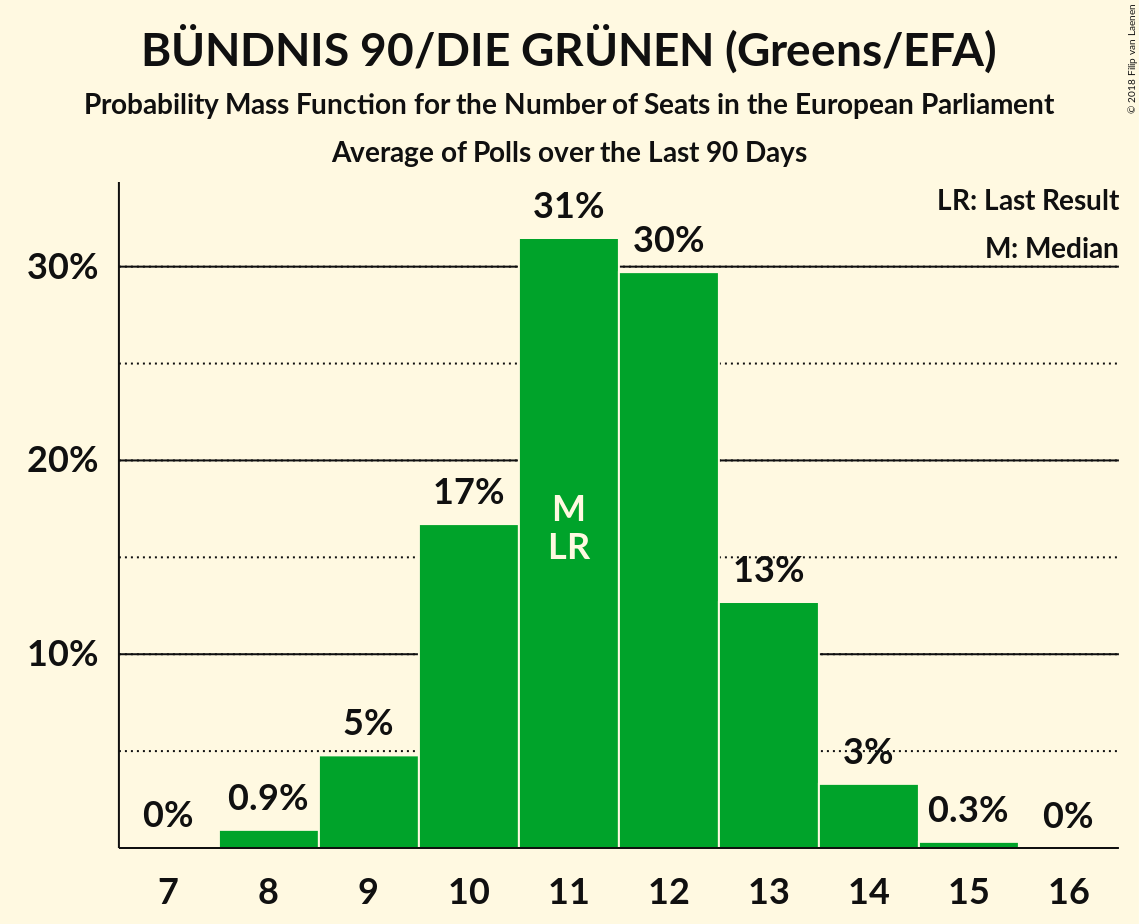 BÜNDNIS 90/DIE GRÜNEN (Greens/EFA)
Probability Mass Function for the Number of Seats in the European Parliament
Average of Polls over the Last 90 Days
© 2018 Filip van Laenen
LR: Last Result
M: Median
30%
20%
10%
0%
0.9%
5%
17%
31%
30%
13%
3%
0.3%
0%
M
LR
7 8 9 10 11 12 13 14 15 16